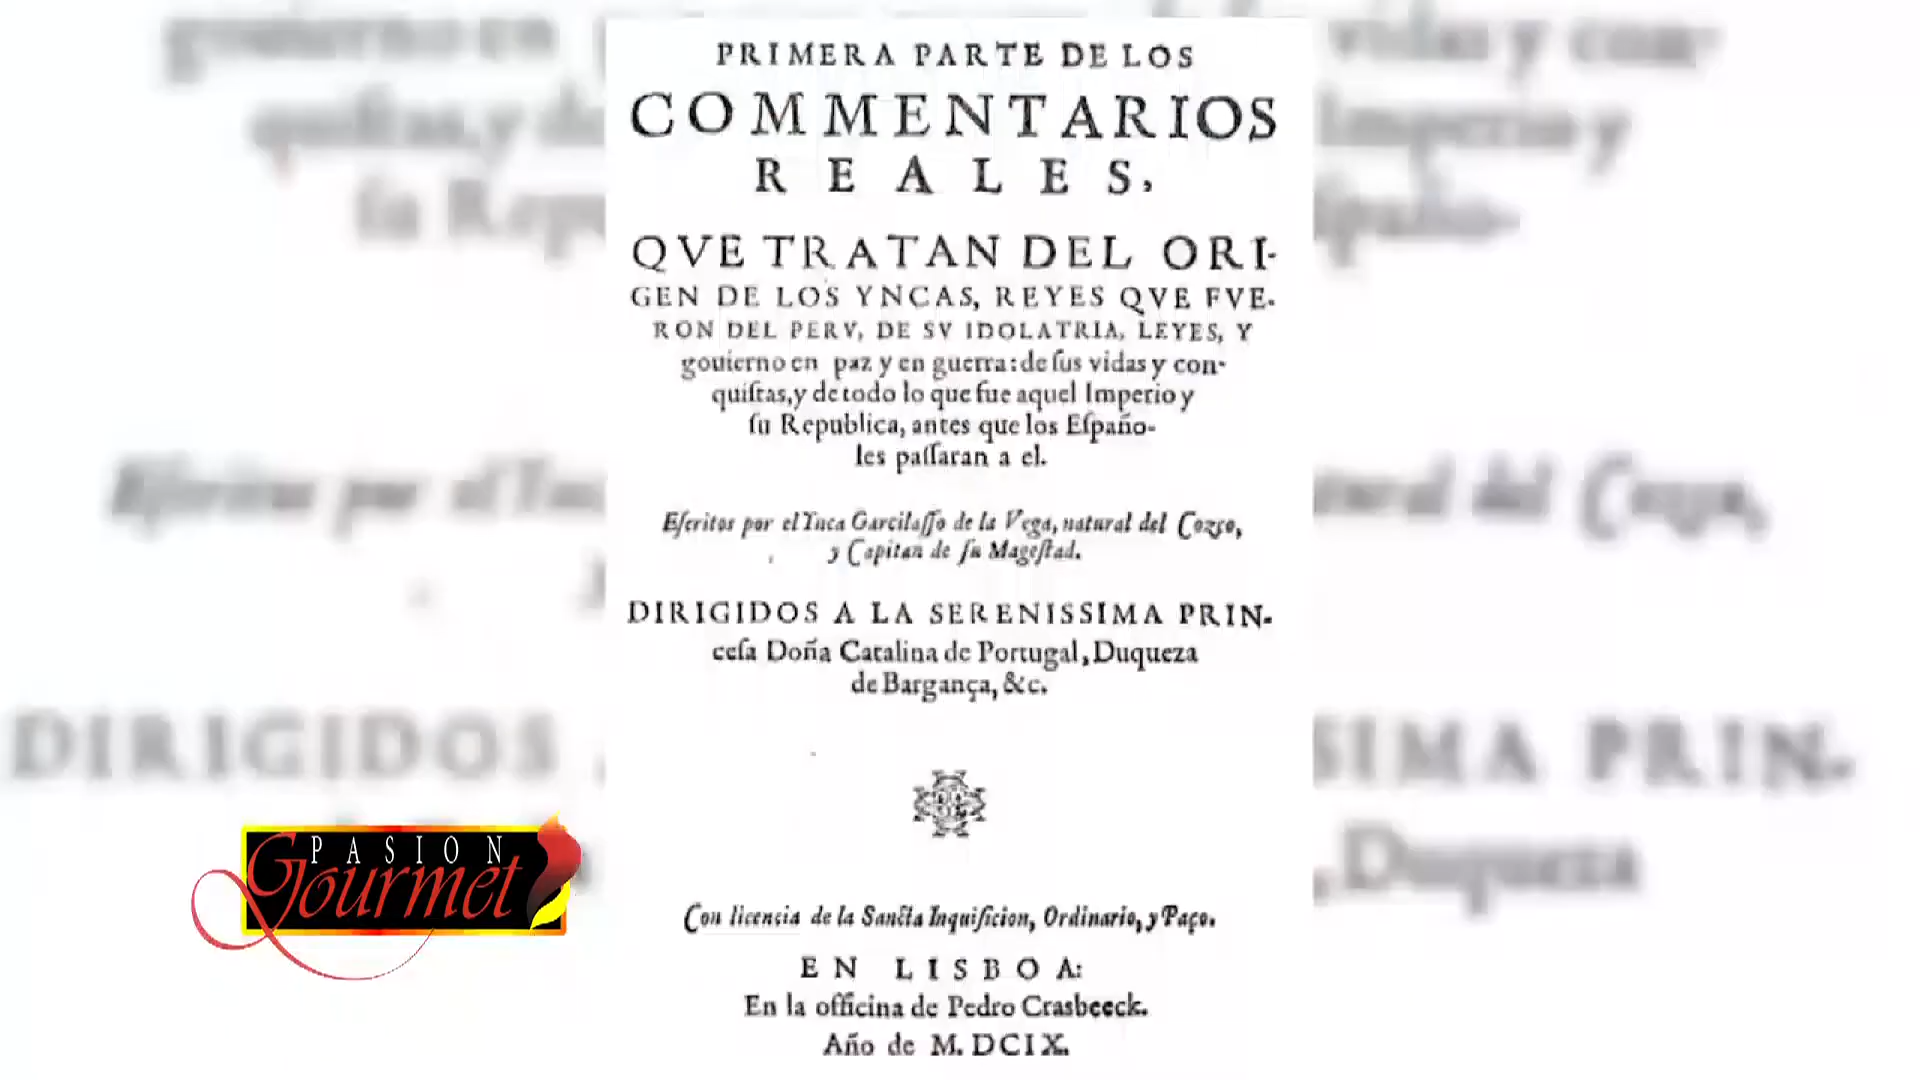 PRIMERA PARTE DE LOS
COMMENTARIOS
REALES,
QVE TRATAN DEL ORI-
GEN DE LOS YNCAS, REYES QVE FVE-
RON DEL PERV, DE SV IDOLATRIA, LEYES, Y
gouierno en paz y en guerra: de ſus vidas y con-
quiſtas, y de todo lo que fue aquel Imperio y
ſu Republica, antes que los Eſpaño-
les paſſaran a el.
Eſcritos por el Ynca Garcilaſſo de la Vega, natural del Cozco,
y Capitan de ſu Mageſtad.
DIRIGIDOS A LA SERENISSIMA PRIN-
ceſa Doña Catalina de Portugal, Duqueza
de Bargança, &c.
PASION
Gourmet
Con licencia de la Sancta Inquiſicion, Ordinario, y Paço.
EN LISBOA:
En la officina de Pedro Crasbeeck.
Año de M. DCIX.